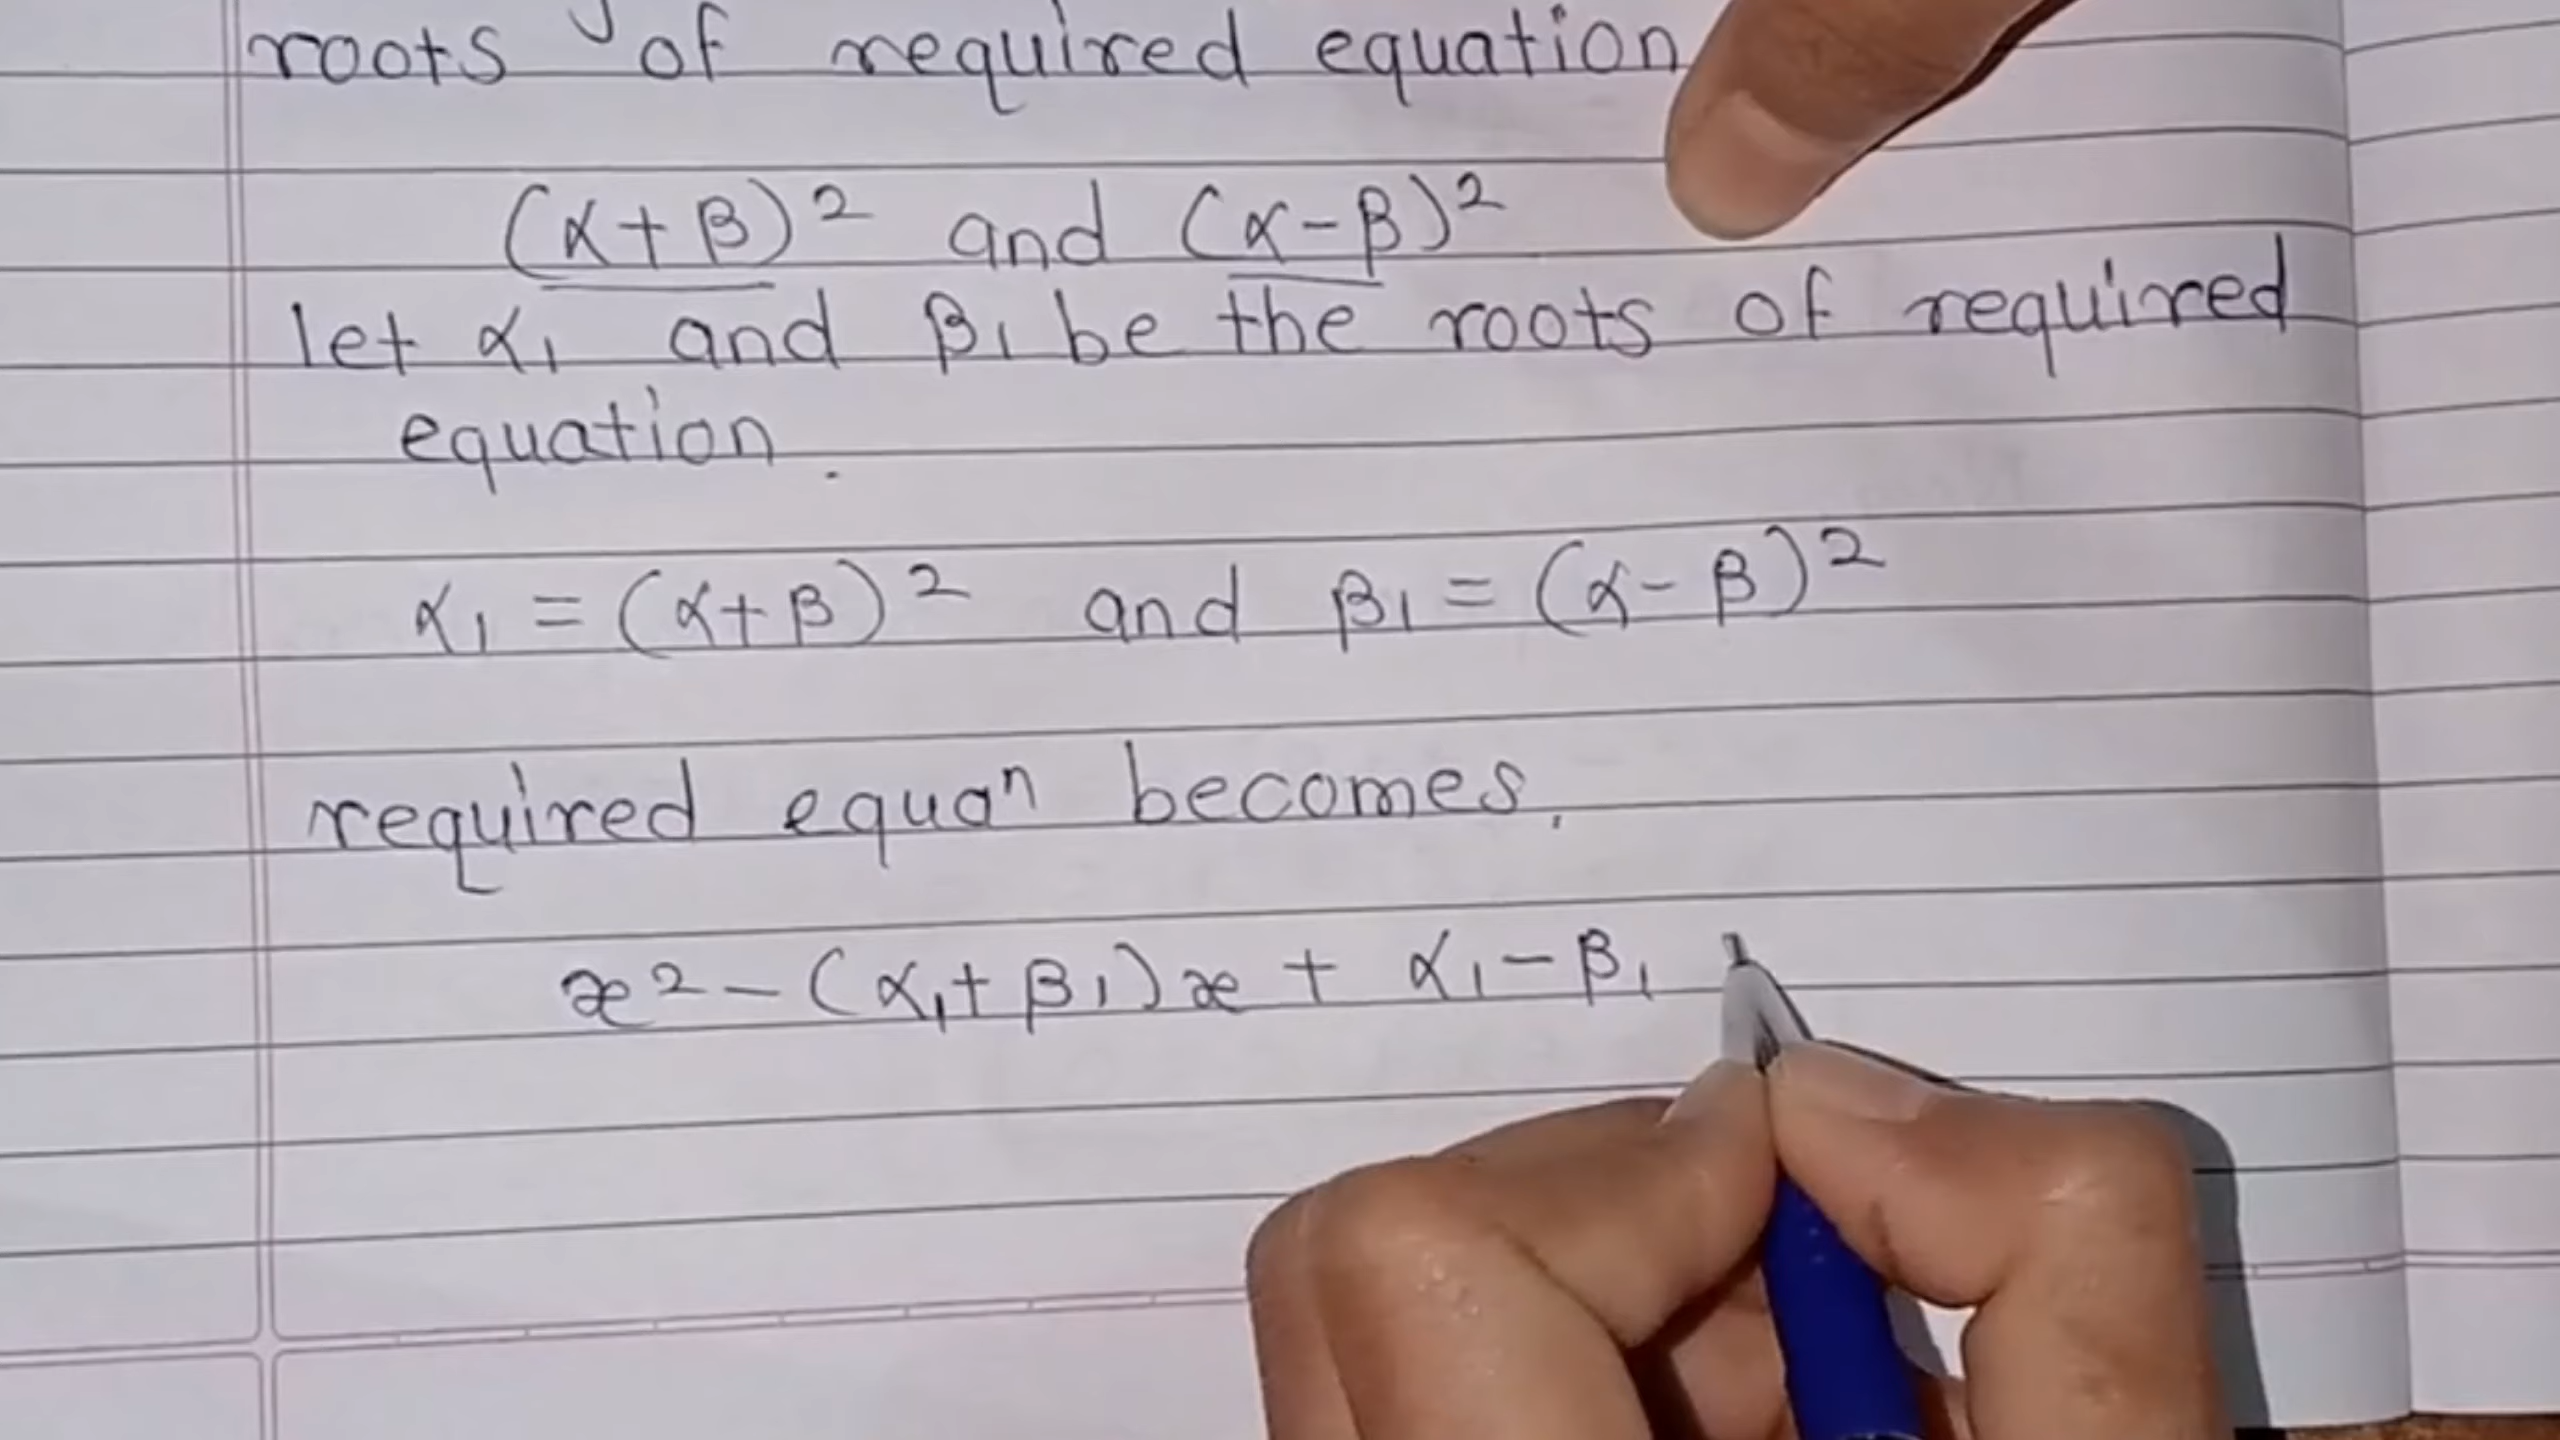 roots of required equation
(α+β)² and (α-β)²
let α₁ and β₁ be the roots of required
equation.
α₁ = (α+β)² and β₁ = (α-β)²
required equaⁿ becomes,
x² - (α₁+β₁)x + α₁-β₁